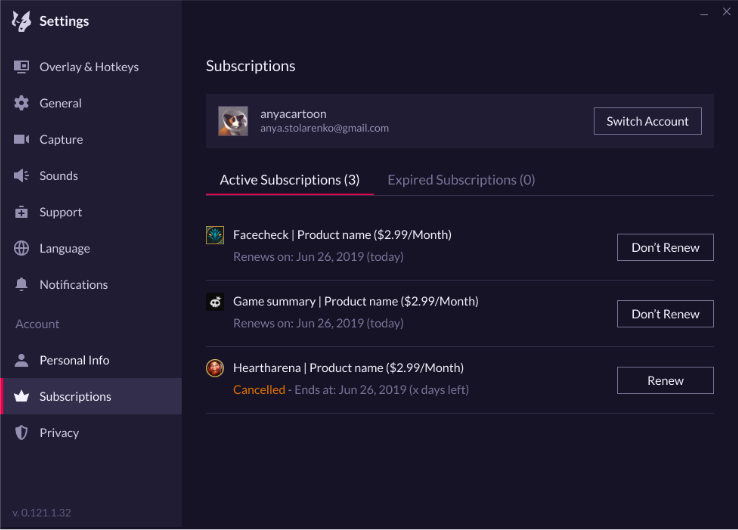 Settings
Overlay & Hotkeys
General
Capture
Sounds
Support
Language
Notifications
Account
Personal Info
Subscriptions
Privacy
v. 0.121.1.32
Subscriptions
anyacartoon
anya.stolarenko@gmail.com
Switch Account
Active Subscriptions (3)
Expired Subscriptions (0)
Facecheck | Product name ($2.99/Month)
Renews on: Jun 26, 2019 (today)
Don’t Renew
Game summary | Product name ($2.99/Month)
Renews on: Jun 26, 2019 (today)
Don’t Renew
Heartharena | Product name ($2.99/Month)
Cancelled - Ends at: Jun 26, 2019 (x days left)
Renew